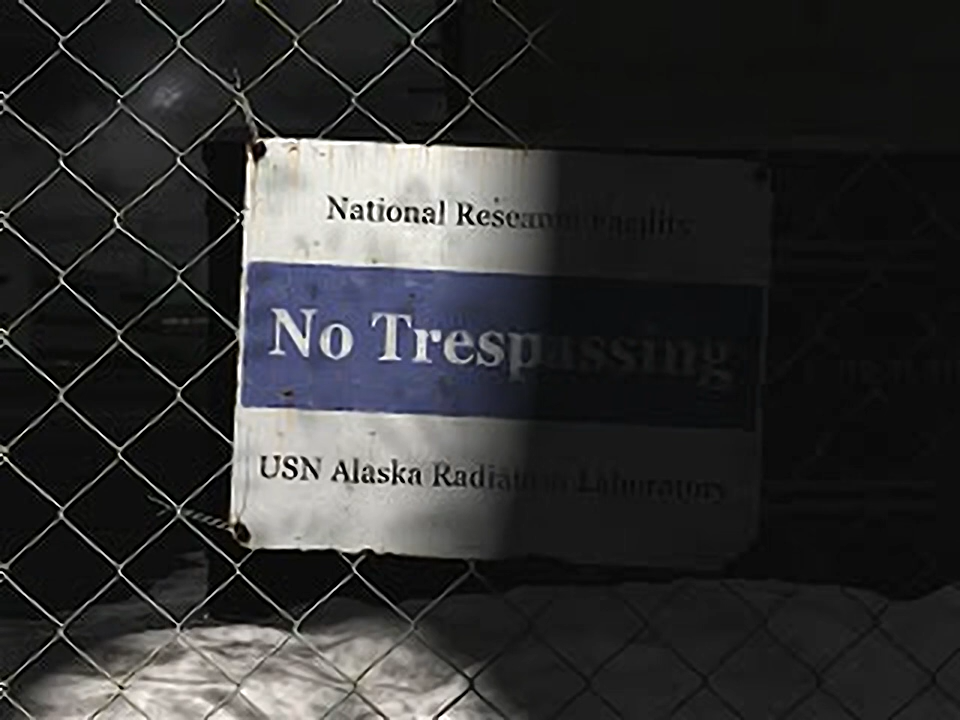 National Research Facility
No Trespassing
USN Alaska Radiation Laboratory